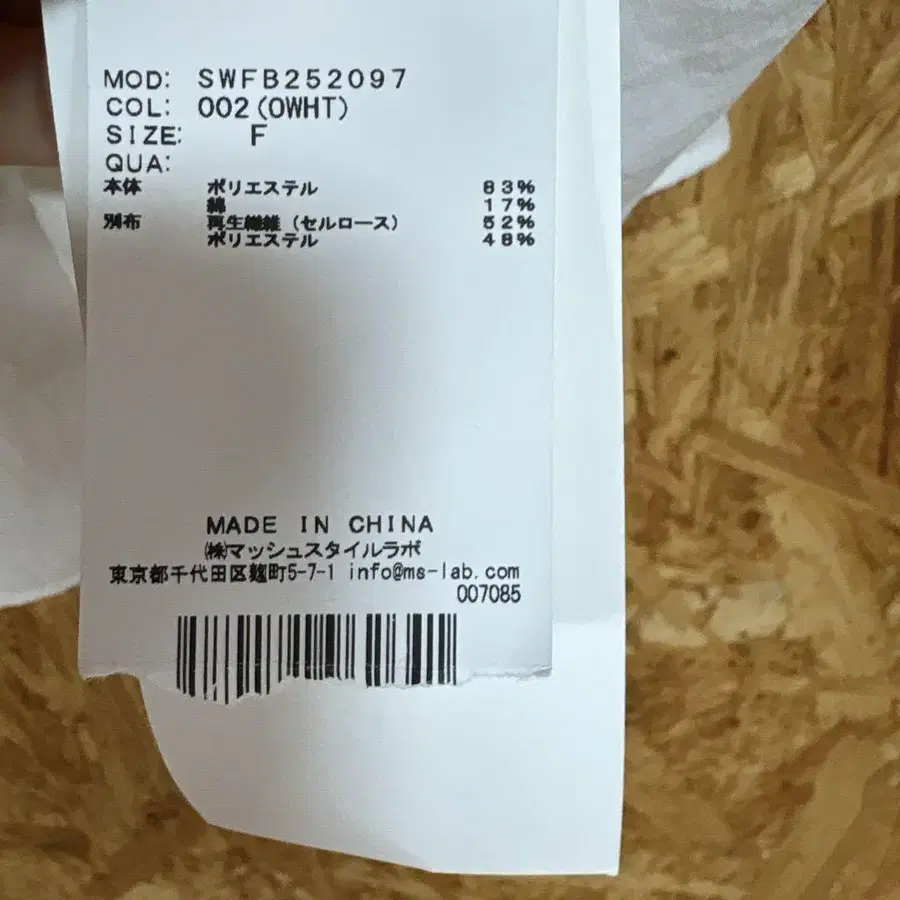 MOD: SWFB252097
COL: 002(OWHT)
SIZE: F
QUA:
本体 ポリエステル 83%
綿 17%
別布 再生繊維 (セルロース) 52%
ポリエステル 48%
MADE IN CHINA
㈱マッシュスタイルラボ
東京都千代田区麹町5-7-1 info@ms-lab.com
007085